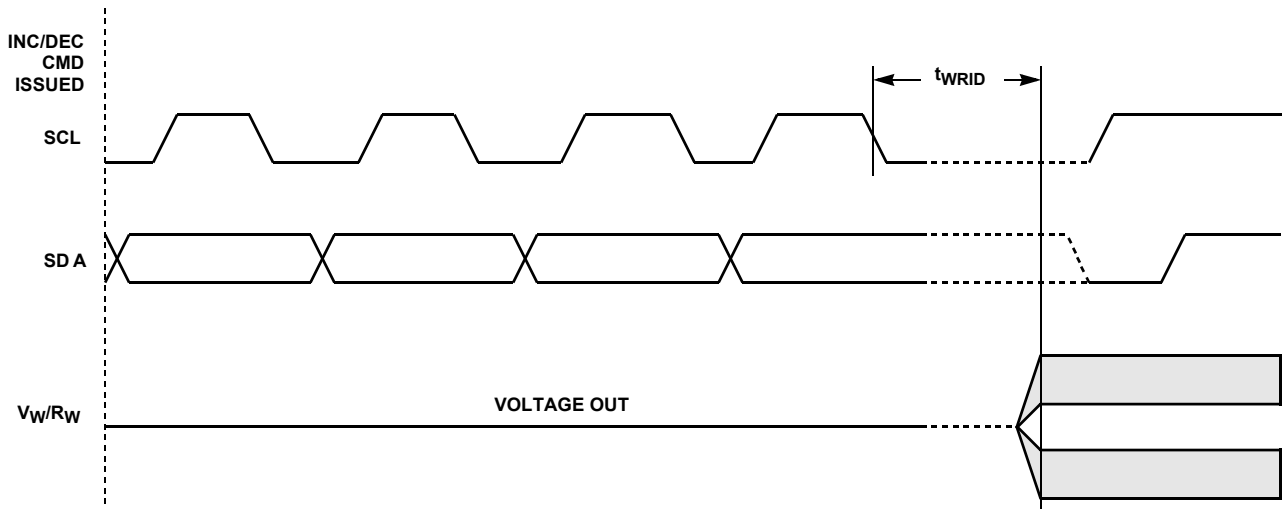 INC/DEC
CMD
ISSUED
tWRID
SCL
SD A
VOLTAGE OUT
VW/RW